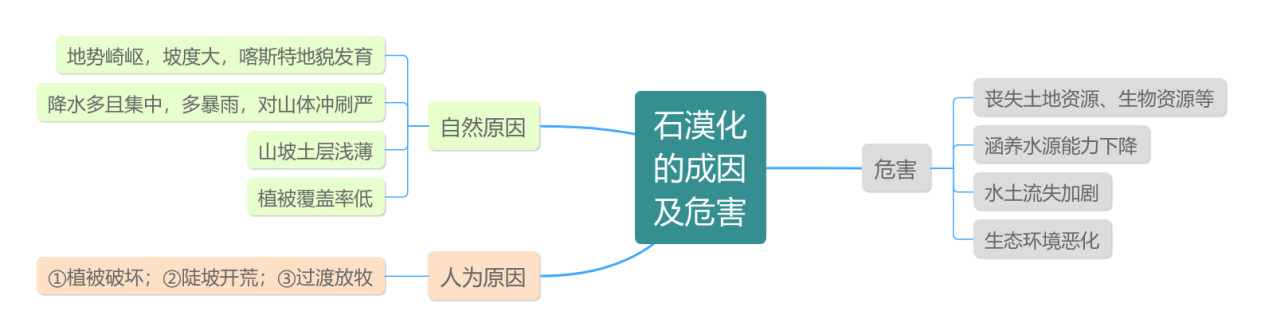 石漠化
的成因
及危害
自然原因
地势崎岖，坡度大，喀斯特地貌发育
降水多且集中，多暴雨，对山体冲刷严
山坡土层浅薄
植被覆盖率低
人为原因
①植被破坏；②陡坡开荒；③过渡放牧
危害
丧失土地资源、生物资源等
涵养水源能力下降
水土流失加剧
生态环境恶化